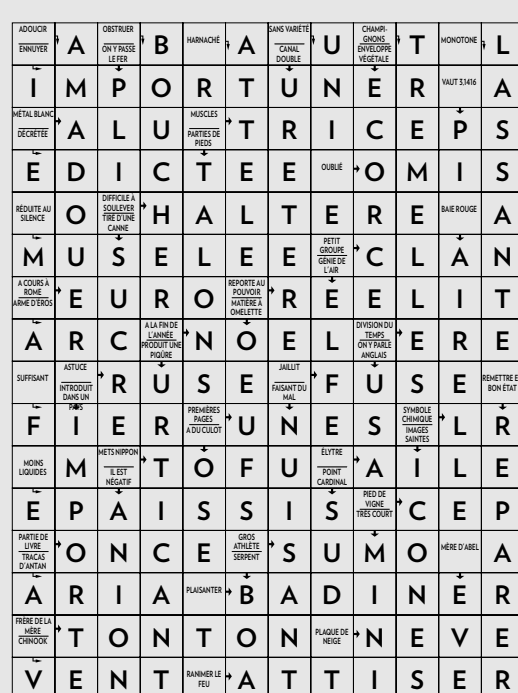 ADOUCIR ENNUYER A OBSTRUER ON Y PASSE LE FER B HARNACHÉ A SANS VARIÉTÉ CANAL DOUBLE U CHAMPI-GNONS ENVELOPPE VÉGÉTALE T MONOTONE L
I M P O R T U N E R VAUT 3,1416 A
MÉTAL BLANC DÉCRÉTÉE A L U MUSCLES PARTIES DE PIEDS T R I C E P S
E D I C T E E OUBLIÉ O M I S
RÉDUITE AU SILENCE O DIFFICILE À SOULEVER TIRE D'UNE CANNE H A L T E R E BAIE ROUGE A
M U S E L E E PETIT GROUPE GÉNIE DE L'AIR C L A N
A COURS À ROME ARME D'ÉROS E U R O REPORTE AU POUVOIR MATIÈRE À OMELETTE R E E L I T
A R C A LA FIN DE L'ANNÉE PRODUIT UNE PIQÛRE N O E L DIVISION DU TEMPS ON Y PARLE ANGLAIS E R E
SUFFISANT ASTUCE INTRODUIT DANS UN PAYS R U S E JAILLIT FAISANT DU MAL F U S E REMETTRE E BON ÉTAT
F I E R PREMIÈRES PAGES A DU CULOT U N E S SYMBOLE CHIMIQUE IMAGES SAINTES L R
MOINS LIQUIDES M METS NIPPON IL EST NÉGATIF T O F U ÉLYTRE POINT CARDINAL A I L E
E P A I S S I S PIED DE VIGNE TRÈS COURT C E P
PARTIE DE LIVRE TRACAS D'ANTAN O N C E GROS ATHLÈTE SERPENT S U M O MÈRE D'ABEL A
A R I A PLAISANTER B A D I N E R
FRÈRE DE LA MÈRE CHINOOK T O N T O N PLAQUE DE NEIGE N E V E
V E N T RANIMER LE FEU A T T I S E R